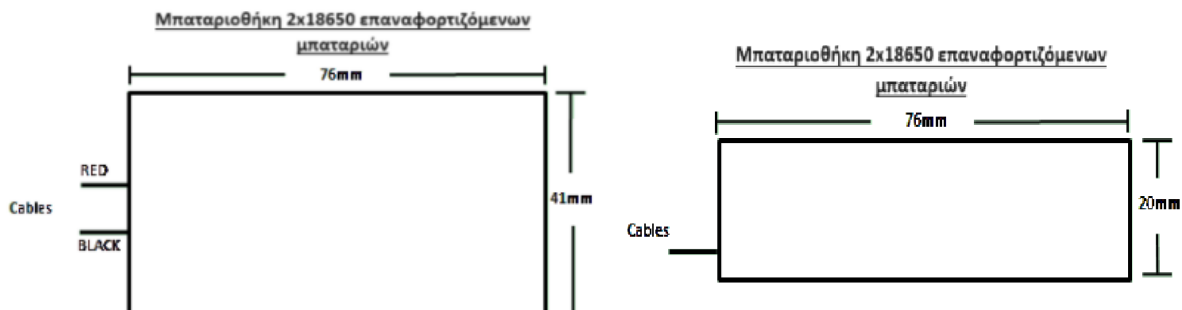 Μπαταριοθήκη 2x18650 επαναφορτιζόμενων
μπαταριών
76mm
RED
Cables
BLACK
41mm
Μπαταριοθήκη 2x18650 επαναφορτιζόμενων
μπαταριών
76mm
20mm
Cables